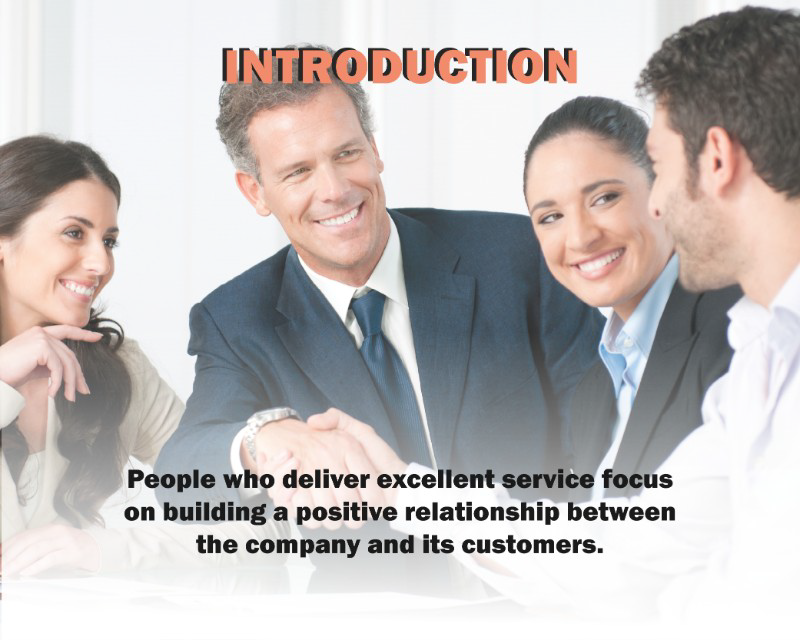 INTRODUCTION
People who deliver excellent service focus
on building a positive relationship between
the company and its customers.